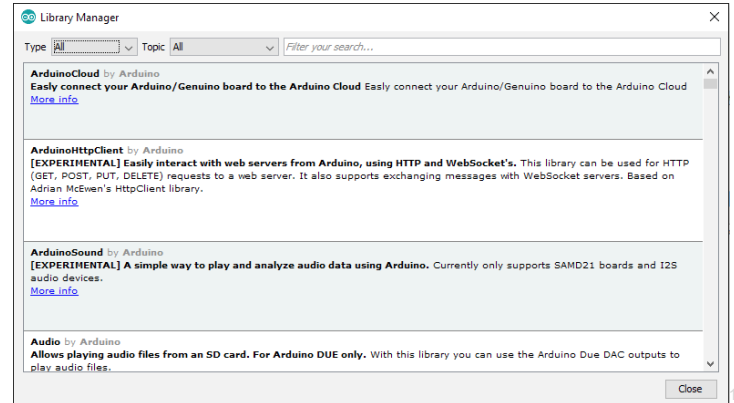 Library Manager
Type All Topic All Filter your search...
ArduinoCloud by Arduino
Easly connect your Arduino/Genuino board to the Arduino Cloud Easly connect your Arduino/Genuino board to the Arduino Cloud
More info
ArduinoHttpClient by Arduino
[EXPERIMENTAL] Easily interact with web servers from Arduino, using HTTP and WebSocket's. This library can be used for HTTP
(GET, POST, PUT, DELETE) requests to a web server. It also supports exchanging messages with WebSocket servers. Based on
Adrian McEwen's HttpClient library.
More info
ArduinoSound by Arduino
[EXPERIMENTAL] A simple way to play and analyze audio data using Arduino. Currently only supports SAMD21 boards and I2S
audio devices.
More info
Audio by Arduino
Allows playing audio files from an SD card. For Arduino DUE only. With this library you can use the Arduino Due DAC outputs to
play audio files.
Close